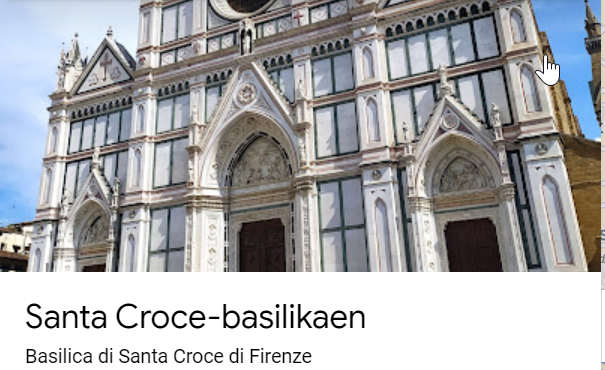 Santa Croce-basilikaen
Basilica di Santa Croce di Firenze